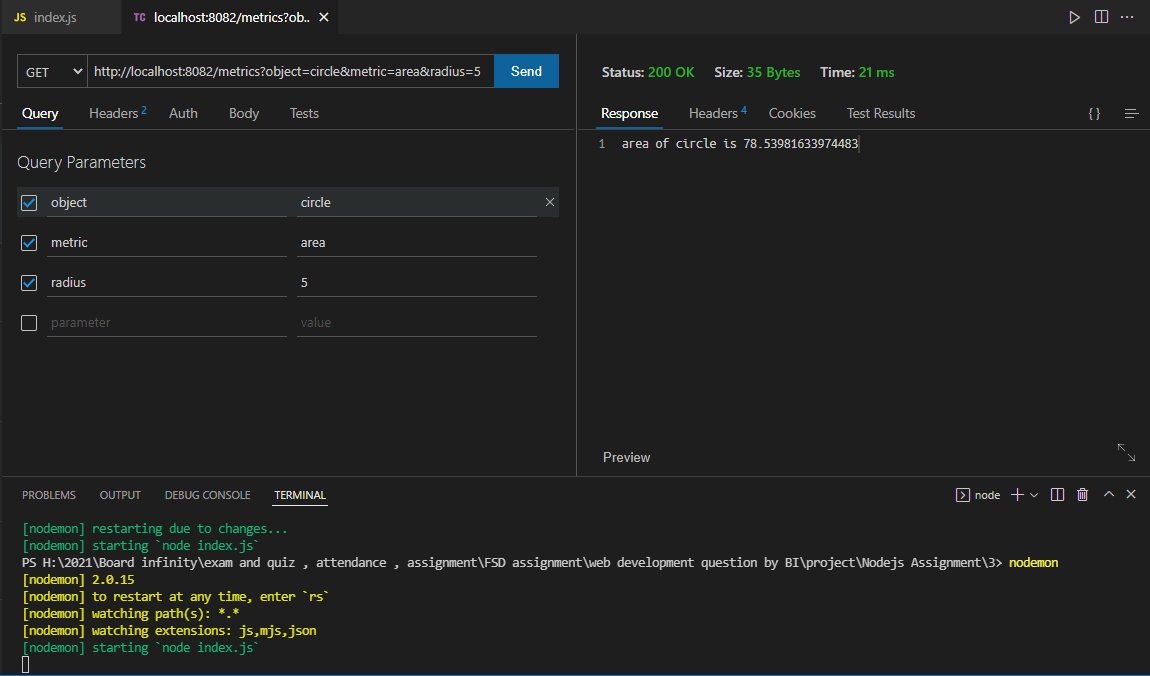 JS index.js TC localhost:8082/metrics?ob..
GET http://localhost:8082/metrics?object=circle&metric=area&radius=5 Send
Query Headers 2 Auth Body Tests
Query Parameters
object circle
metric area
radius 5
parameter value
Status: 200 OK Size: 35 Bytes Time: 21 ms
Response Headers 4 Cookies Test Results { }
1 area of circle is 78.53981633974483
Preview
PROBLEMS OUTPUT DEBUG CONSOLE TERMINAL node
[nodemon] restarting due to changes...
[nodemon] starting `node index.js`
PS H:\2021\Board infinity\exam and quiz , attendance , assignment\FSD assignment\web development question by BI\project\Nodejs Assignment\3> nodemon
[nodemon] 2.0.15
[nodemon] to restart at any time, enter `rs`
[nodemon] watching path(s): *.*
[nodemon] watching extensions: js,mjs,json
[nodemon] starting `node index.js`